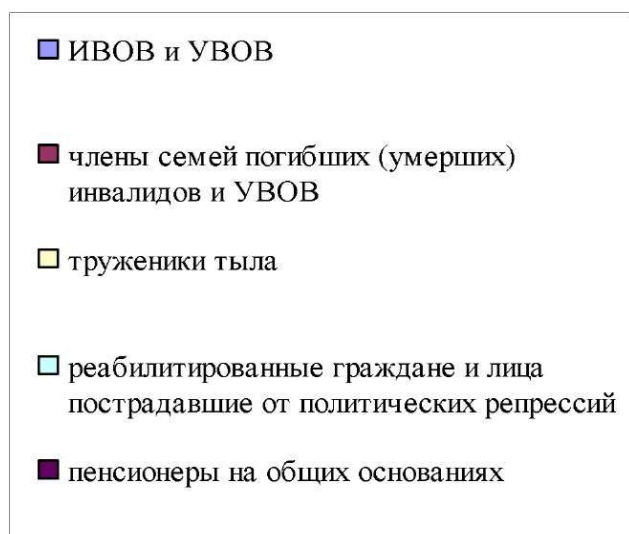 ИВОВ и УВОВ
члены семей погибших (умерших)
инвалидов и УВОВ
труженики тыла
реабилитированные граждане и лица
пострадавшие от политических репрессий
пенсионеры на общих основаниях